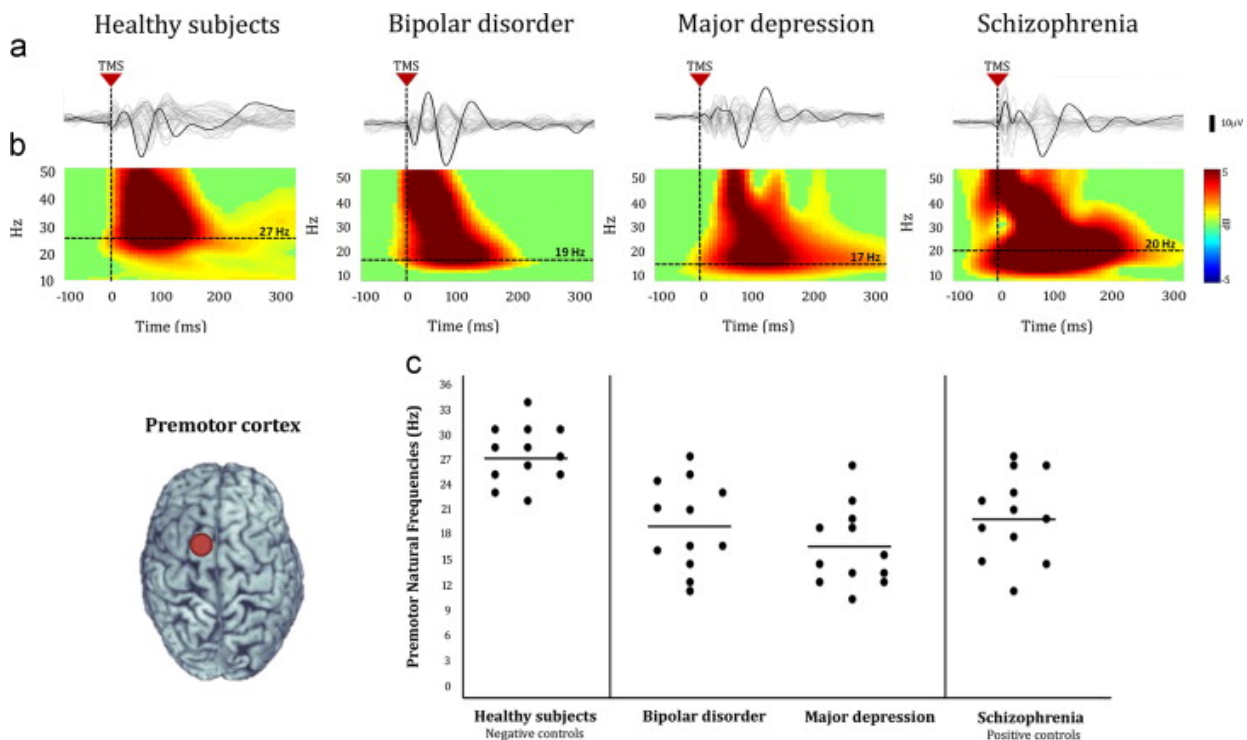 Healthy subjects Bipolar disorder Major depression Schizophrenia
a
TMS TMS TMS TMS
10μV
b
Hz 50 40 30 20 10 27 Hz
-100 0 100 200 300
Time (ms)
Hz 50 40 30 20 10 19 Hz
-100 0 100 200 300
Time (ms)
50 40 30 20 10 17 Hz
-100 0 100 200 300
Time (ms)
Hz 50 40 30 20 10 20 Hz
-100 0 100 200 300
Time (ms)
5
dB
-5
Premotor cortex
c
Premotor Natural Frequencies (Hz)
36
33
30
27
24
21
18
15
12
9
6
3
0
Healthy subjects Bipolar disorder Major depression Schizophrenia
Negative controls Positive controls